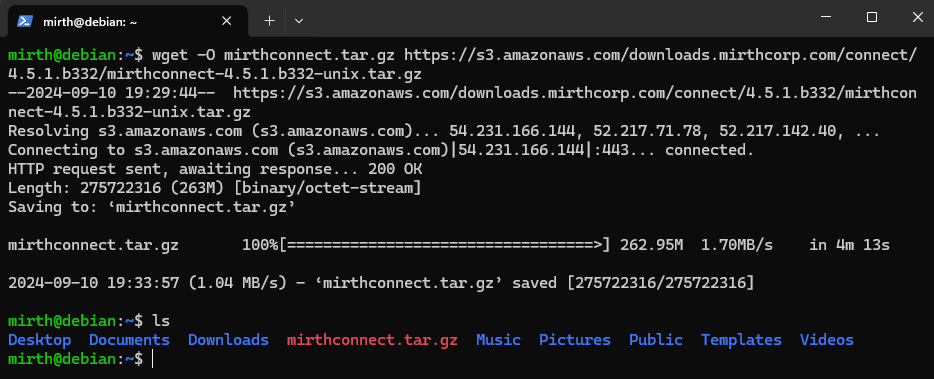 mirth@debian: ~
mirth@debian:~$ wget -O mirthconnect.tar.gz https://s3.amazonaws.com/downloads.mirthcorp.com/connect/
4.5.1.b332/mirthconnect-4.5.1.b332-unix.tar.gz
--2024-09-10 19:29:44--  https://s3.amazonaws.com/downloads.mirthcorp.com/connect/4.5.1.b332/mirthcon
nect-4.5.1.b332-unix.tar.gz
Resolving s3.amazonaws.com (s3.amazonaws.com)... 54.231.166.144, 52.217.71.78, 52.217.142.40, ...
Connecting to s3.amazonaws.com (s3.amazonaws.com)|54.231.166.144|:443... connected.
HTTP request sent, awaiting response... 200 OK
Length: 275722316 (263M) [binary/octet-stream]
Saving to: ‘mirthconnect.tar.gz’
mirthconnect.tar.gz       100%[==================================>] 262.95M  1.70MB/s    in 4m 13s
2024-09-10 19:33:57 (1.04 MB/s) - ‘mirthconnect.tar.gz’ saved [275722316/275722316]
mirth@debian:~$ ls
Desktop  Documents  Downloads  mirthconnect.tar.gz  Music  Pictures  Public  Templates  Videos
mirth@debian:~$